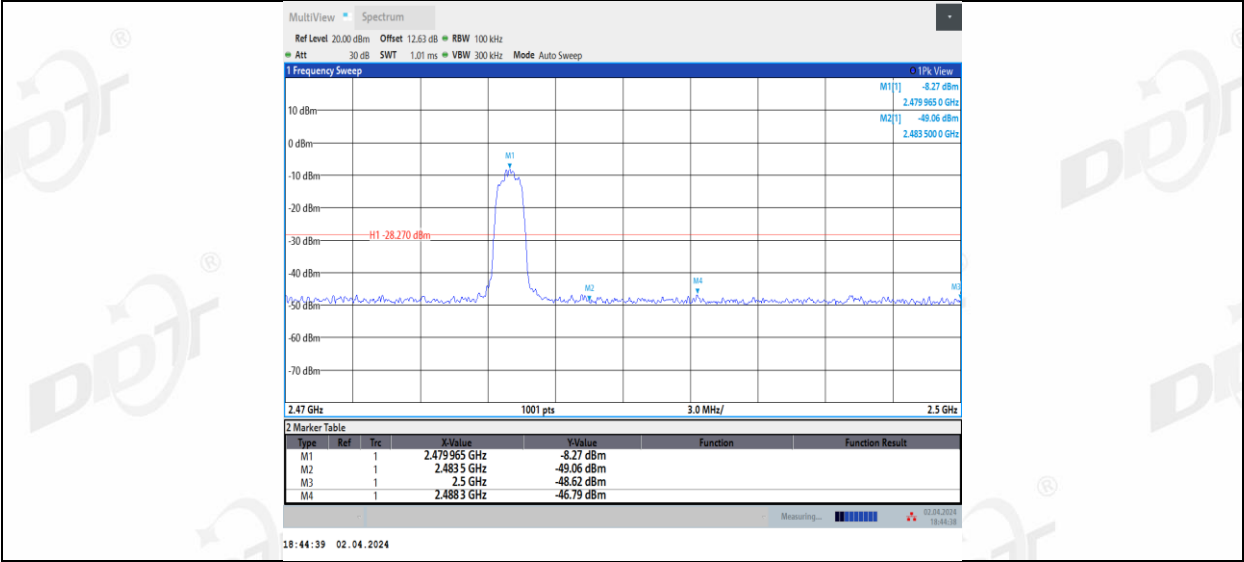 MultiView Spectrum
Ref Level 20.00 dBm Offset 12.63 dB RBW 100 kHz
Att 30 dB SWT 1.01 ms VBW 300 kHz Mode Auto Sweep
1 Frequency Sweep 1Pk View
M1[1] -8.27 dBm
2.479 965 0 GHz
M2[1] -49.06 dBm
2.483 500 0 GHz
10 dBm
0 dBm
M1
-10 dBm
-20 dBm
H1 -28.270 dBm
-30 dBm
-40 dBm
M2 M4 M3
-50 dBm
-60 dBm
-70 dBm
2.47 GHz 1001 pts 3.0 MHz/ 2.5 GHz
2 Marker Table
Type Ref Trc X-Value Y-Value Function Function Result
M1 1 2.479 965 GHz -8.27 dBm
M2 1 2.483 5 GHz -49.06 dBm
M3 1 2.5 GHz -48.62 dBm
M4 1 2.488 3 GHz -46.79 dBm
Measuring... 02.04.2024
18:44:38
18:44:39 02.04.2024
DDT ®
DDT ®
DDT
DDT